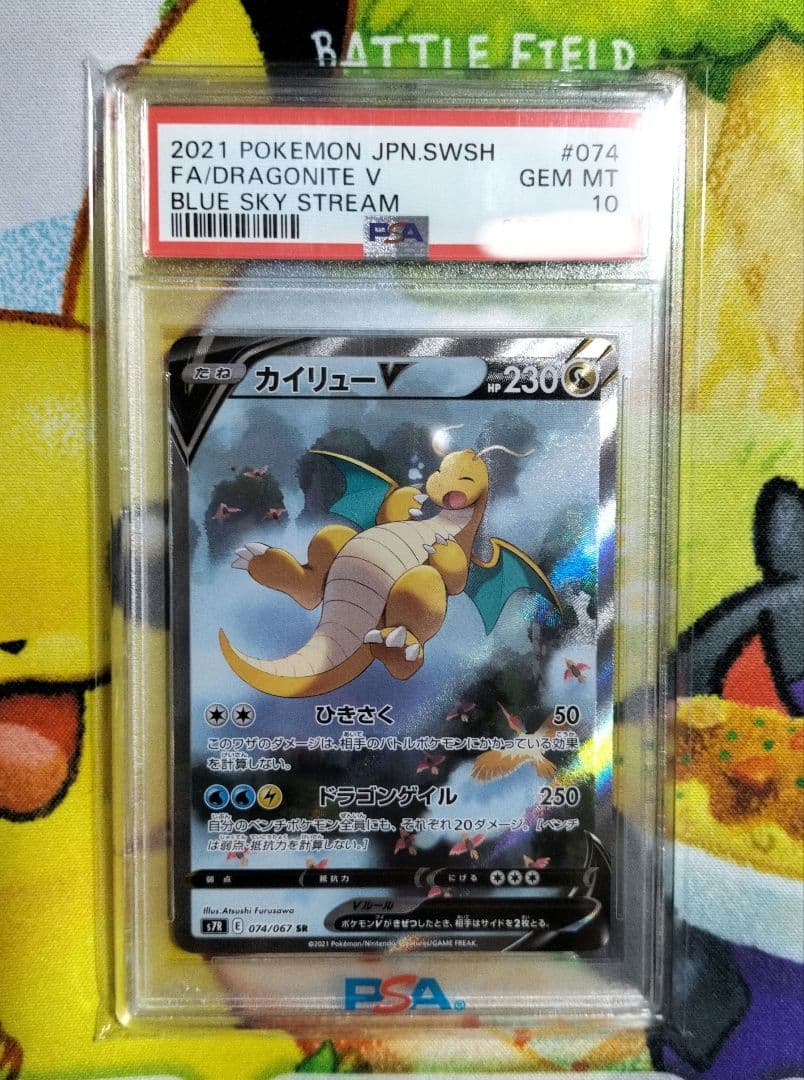 BATTLE FIELD
2021 POKEMON JPN.SWSH #074
FA/DRAGONITE V GEM MT
BLUE SKY STREAM 10
PSA
たね カイリューV HP 230
ひきさく 50
このワザのダメージは、相手のバトルポケモンにかかっている効果
を計算しない。
ドラゴンゲイル 250
自分のベンチポケモン全員にも、それぞれ20ダメージ。[ベンチ
は弱点・抵抗力を計算しない。]
弱点 抵抗力 にげる
Vルール
ポケモンVがきぜつしたとき、相手はサイドを2枚とる。
Illus.Atsushi Furusawa
s7R E 074/067 SR
©2021 Pokémon/Nintendo/Creatures/GAME FREAK.
PSA®